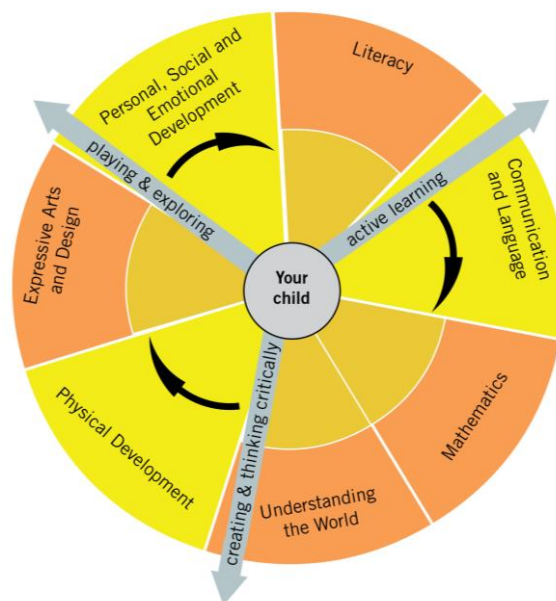 Personal, Social and
Emotional
Development
Literacy
Communication
and Language
Mathematics
Understanding
the World
Physical Development
Expressive Arts
and Design
playing & exploring
active learning
creating & thinking critically
Your
child